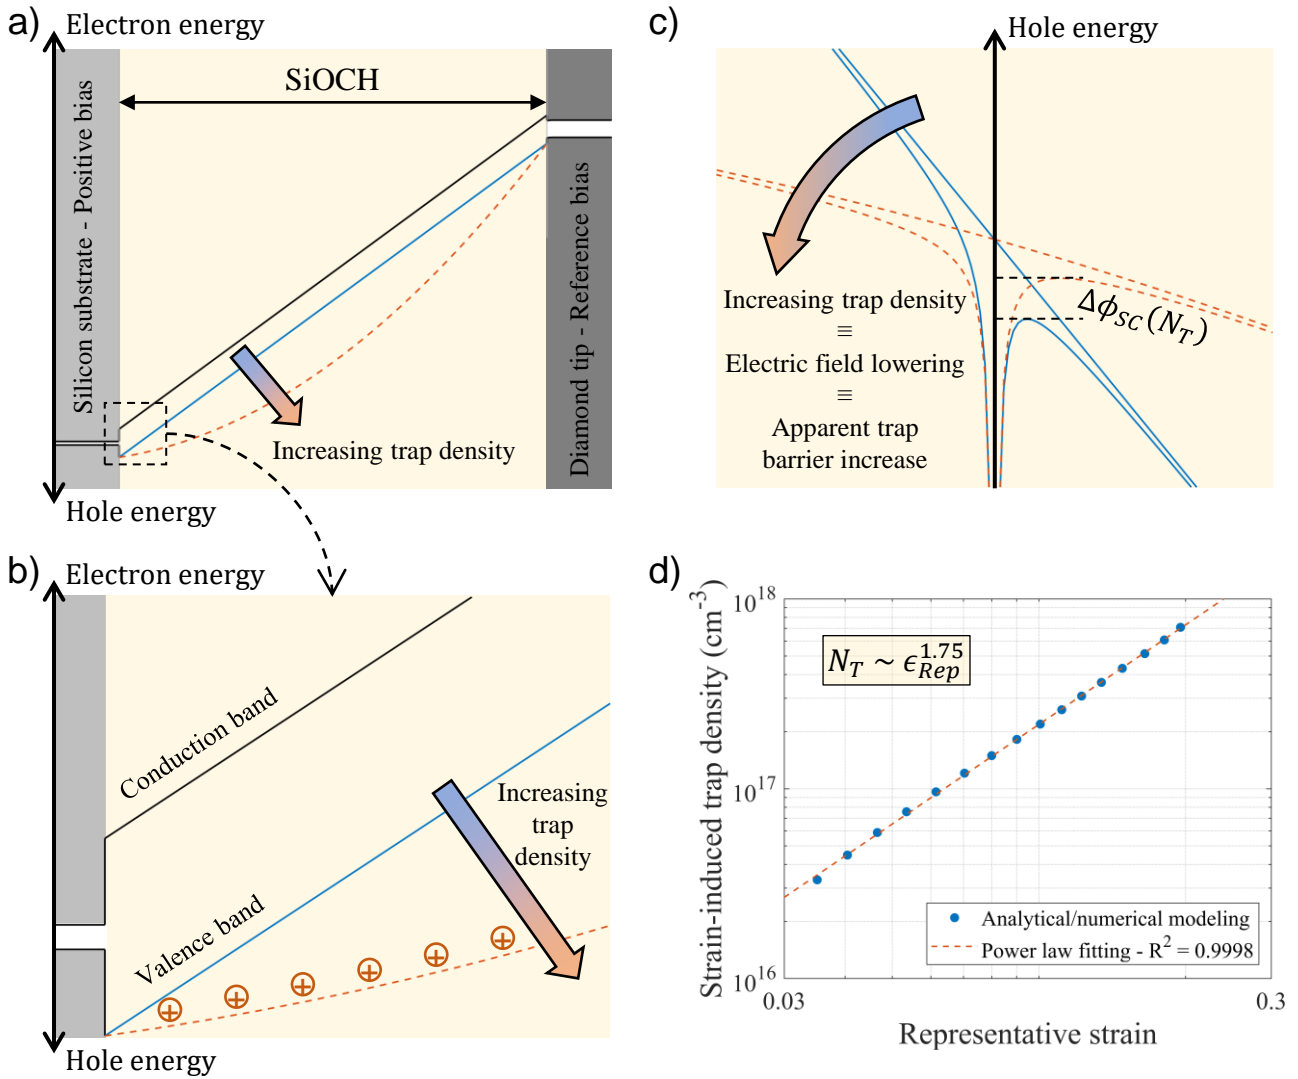 a)
Electron energy
SiOCH
Silicon substrate - Positive bias
Diamond tip - Reference bias
Increasing trap density
Hole energy
b)
Electron energy
Conduction band
Valence band
Increasing
trap
density
Hole energy
c)
Hole energy
Δϕ_SC(N_T)
Increasing trap density
≡
Electric field lowering
≡
Apparent trap
barrier increase
d)
Strain-induced trap density (cm^-3)
10^18
10^17
10^16
N_T ~ ϵ_Rep^1.75
Analytical/numerical modeling
Power law fitting - R^2 = 0.9998
0.03
0.3
Representative strain